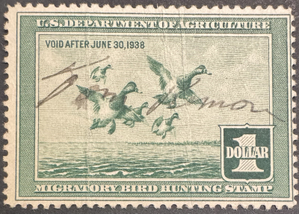 U.S. DEPARTMENT OF AGRICULTURE
VOID AFTER JUNE 30, 1938
1
DOLLAR
MIGRATORY BIRD HUNTING STAMP